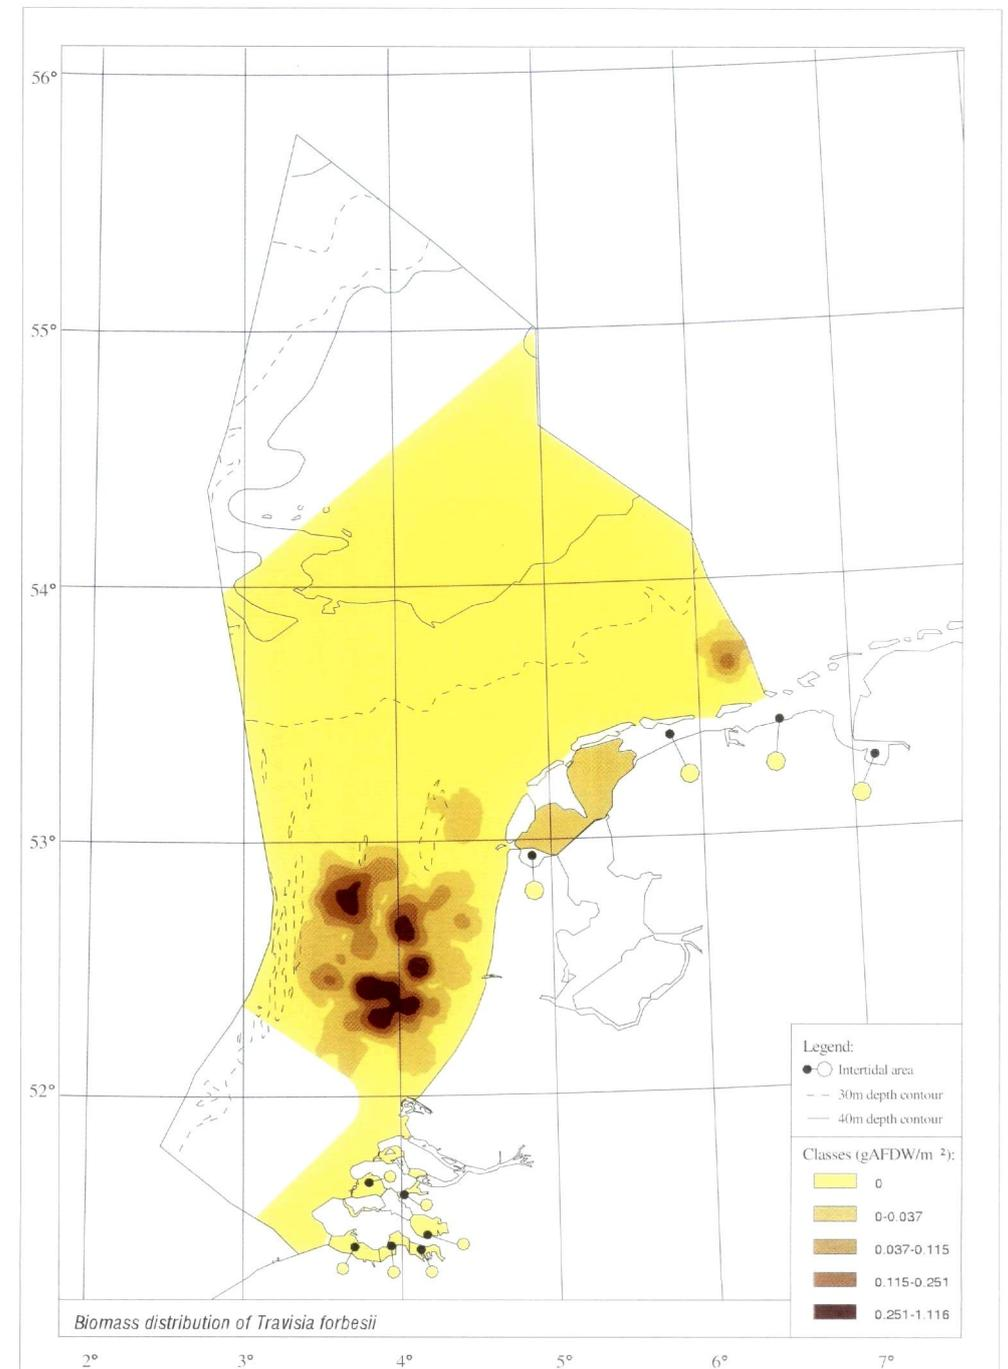 56°
55°
54°
53°
52°
Legend:
Intertidal area
30m depth contour
40m depth contour
Classes (gAFDW/m ²):
0
0-0.037
0.037-0.115
0.115-0.251
0.251-1.116
Biomass distribution of Travisia forbesii
2° 3° 4° 5° 6° 7°